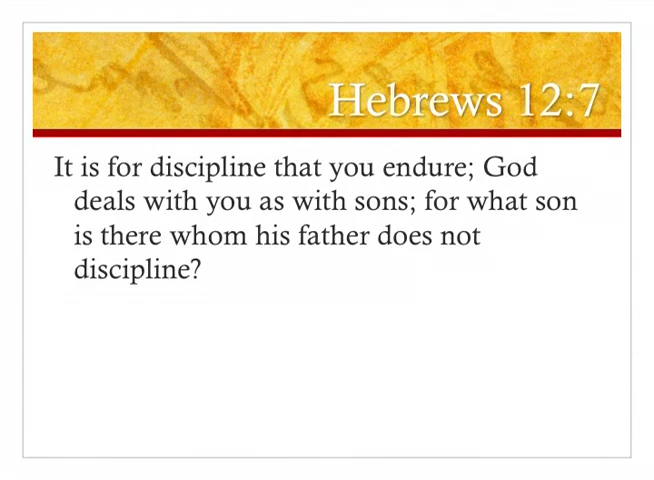 Hebrews 12:7
It is for discipline that you endure; God
deals with you as with sons; for what son
is there whom his father does not
discipline?